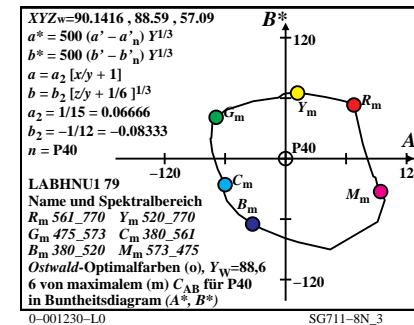 XYZw=90.1416 , 88.59 , 57.09
a* = 500 (a' – a'n) Y1/3
b* = 500 (b' – b'n) Y1/3
a = a2 [x/y + 1]
b = b2 [z/y + 1/6 ]1/3
a2 = 1/15 = 0.06666
b2 = –1/12 = –0.08333
n = P40
B*
120
Gm
Ym
Rm
P40
A
–120
12
LABHNU1 79
Name und Spektralbereich
Rm 561_770 Ym 520_770
Gm 475_573 Cm 380_561
Bm 380_520 Mm 573_475
Cm
Bm
Mm
Ostwald-Optimalfarben (o), YW=88,6
6 von maximalem (m) CAB für P40
in Buntheitsdiagram (A*, B*)
–120
0-001230-L0
SG711-8N_3